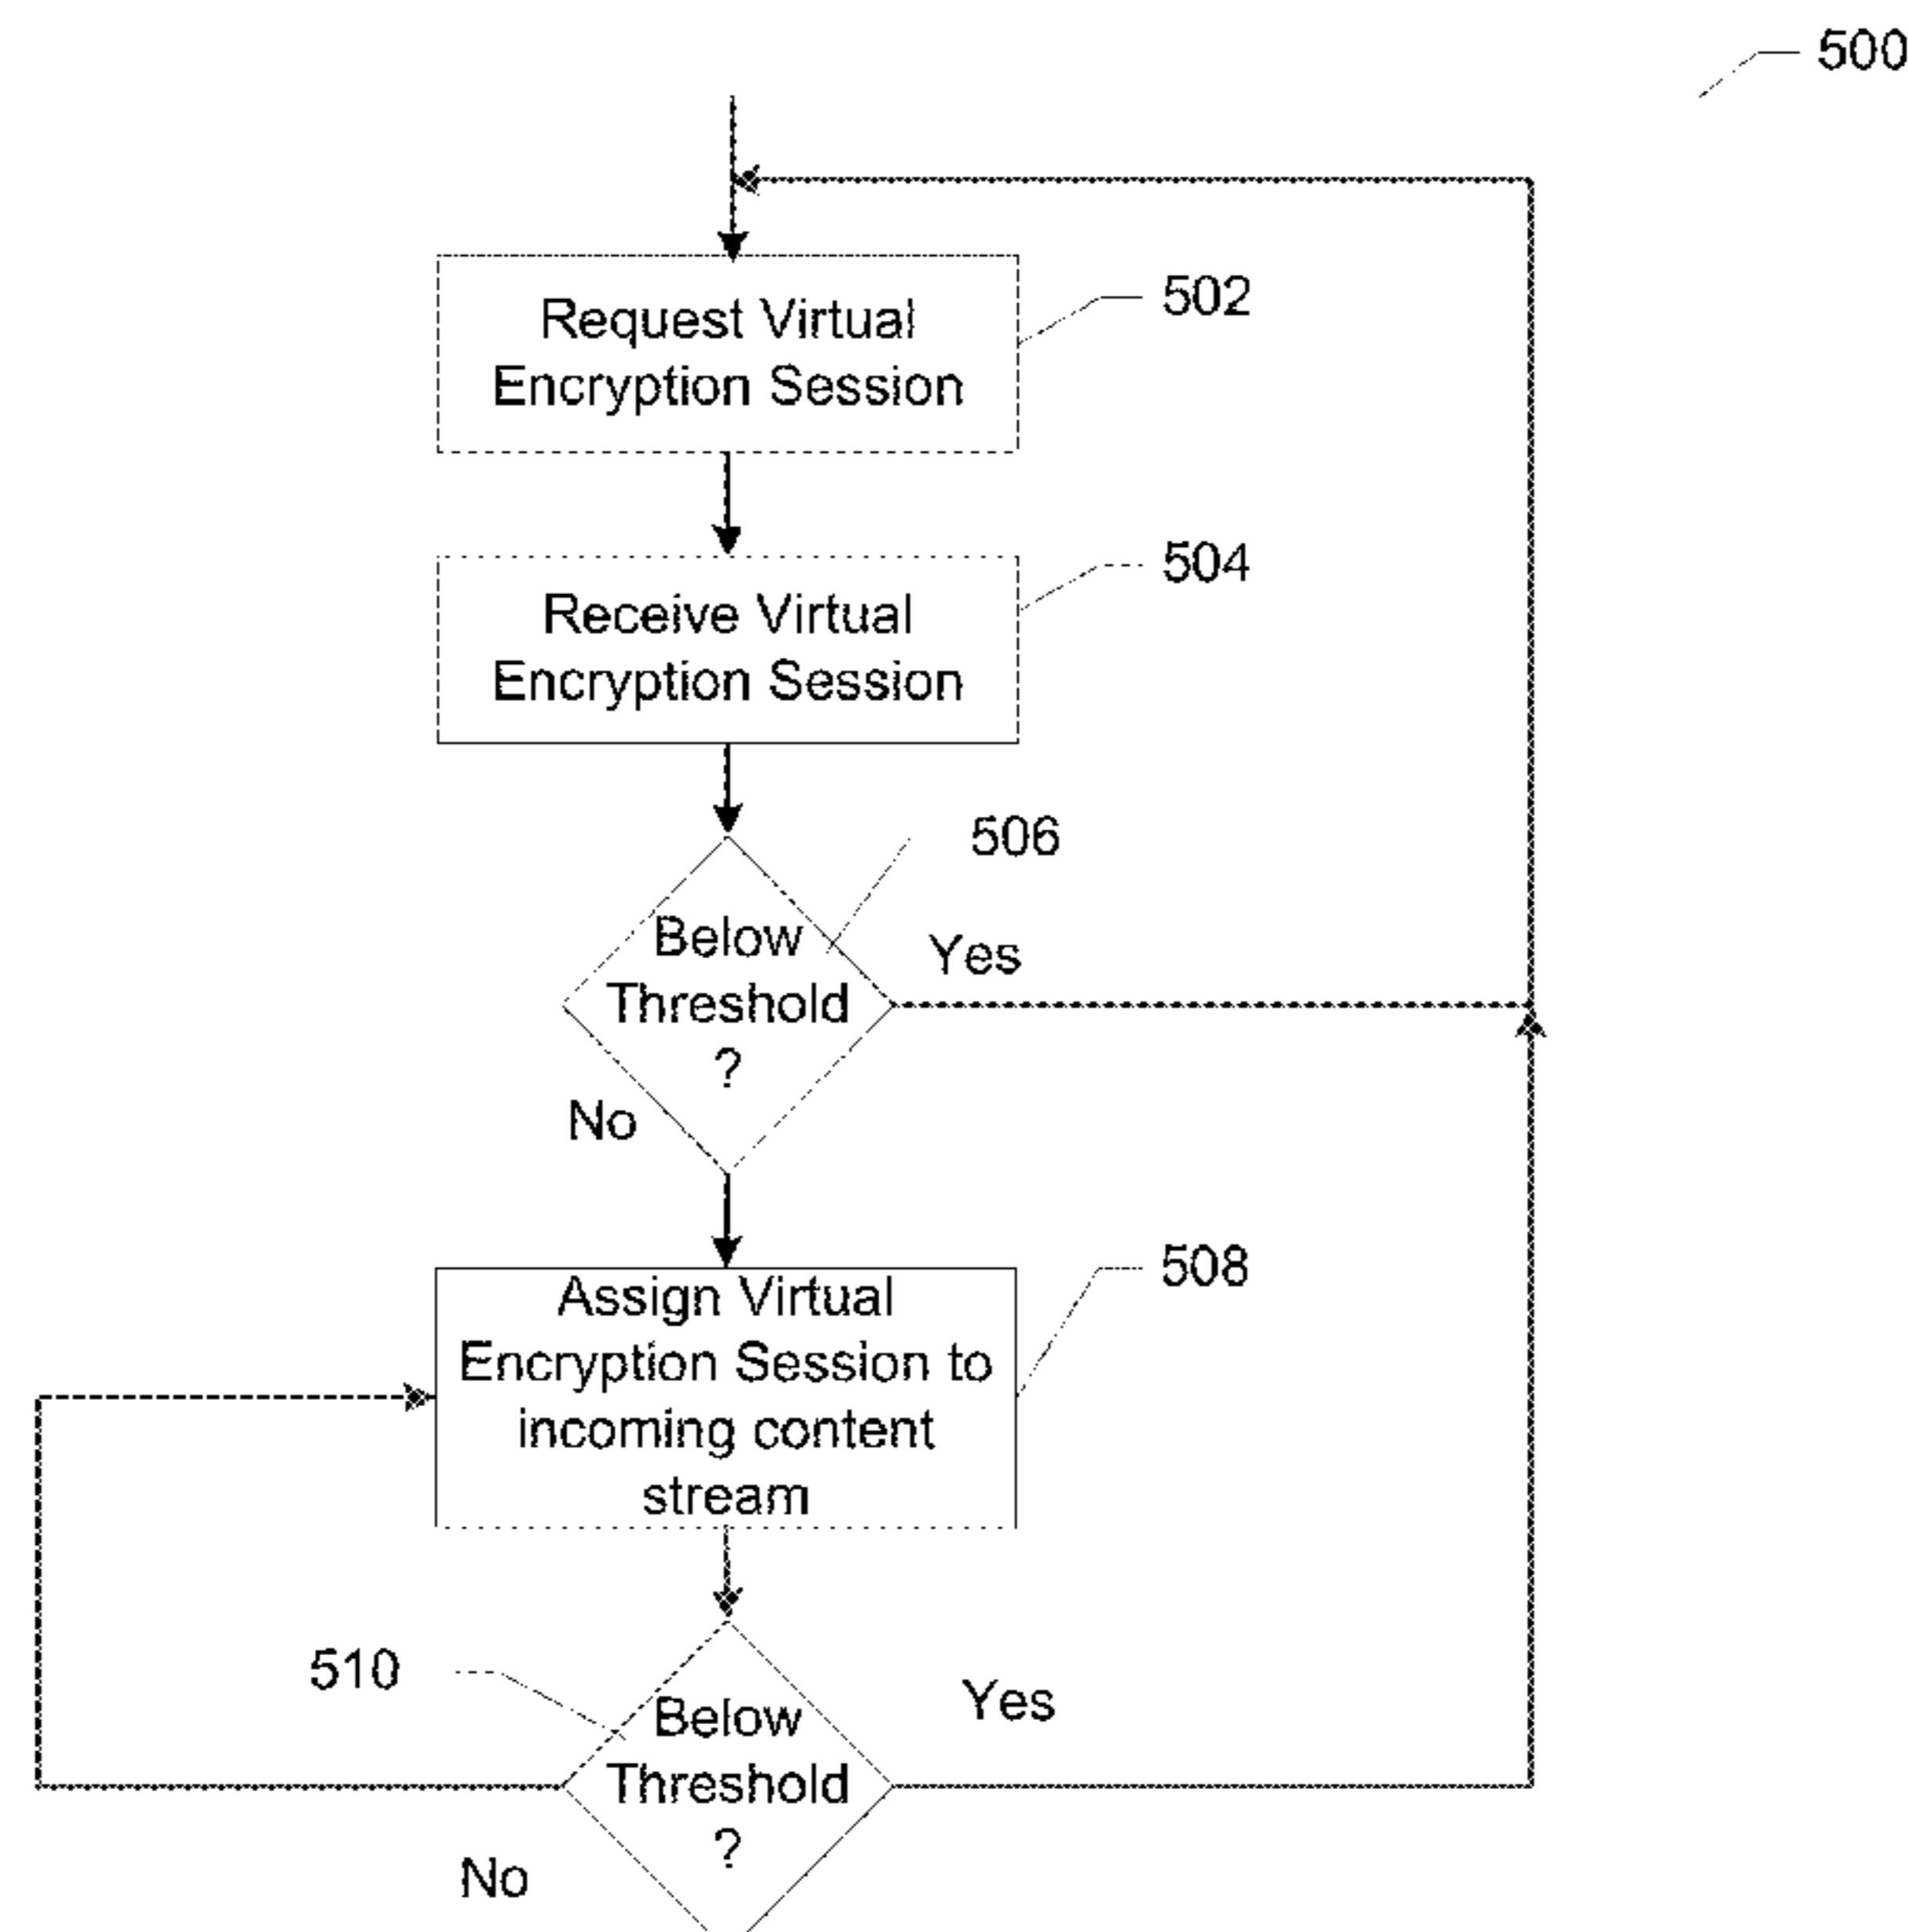 500
Request Virtual
Encryption Session
502
Receive Virtual
Encryption Session
504
506
Below
Threshold
?
Yes
No
Assign Virtual
Encryption Session to
incoming content
stream
508
510
Below
Threshold
?
Yes
No